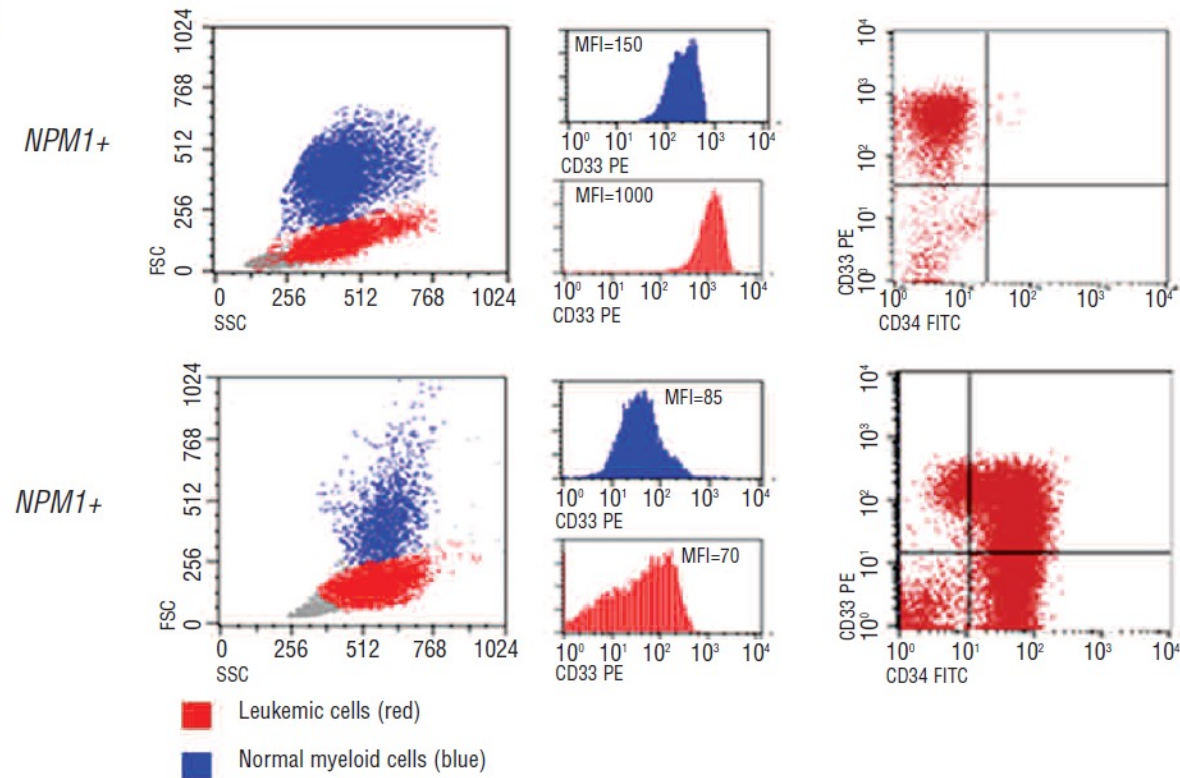 NPM1+
1024
768
512
256
0
FSC
0 256 512 768 1024
SSC
MFI=150
10⁰ 10¹ 10² 10³ 10⁴
CD33 PE
MFI=1000
10⁰ 10¹ 10² 10³ 10⁴
CD33 PE
10⁴
10³
10²
10¹
10⁰
CD33 PE
10⁰ 10¹ 10² 10³ 10⁴
CD34 FITC
NPM1+
1024
768
512
256
0
FSC
0 256 512 768 1024
SSC
MFI=85
10⁰ 10¹ 10² 10³ 10⁴
CD33 PE
MFI=70
10⁰ 10¹ 10² 10³ 10⁴
CD33 PE
10⁴
10³
10²
10¹
10⁰
CD33 PE
10⁰ 10¹ 10² 10³ 10⁴
CD34 FITC
Leukemic cells (red)
Normal myeloid cells (blue)